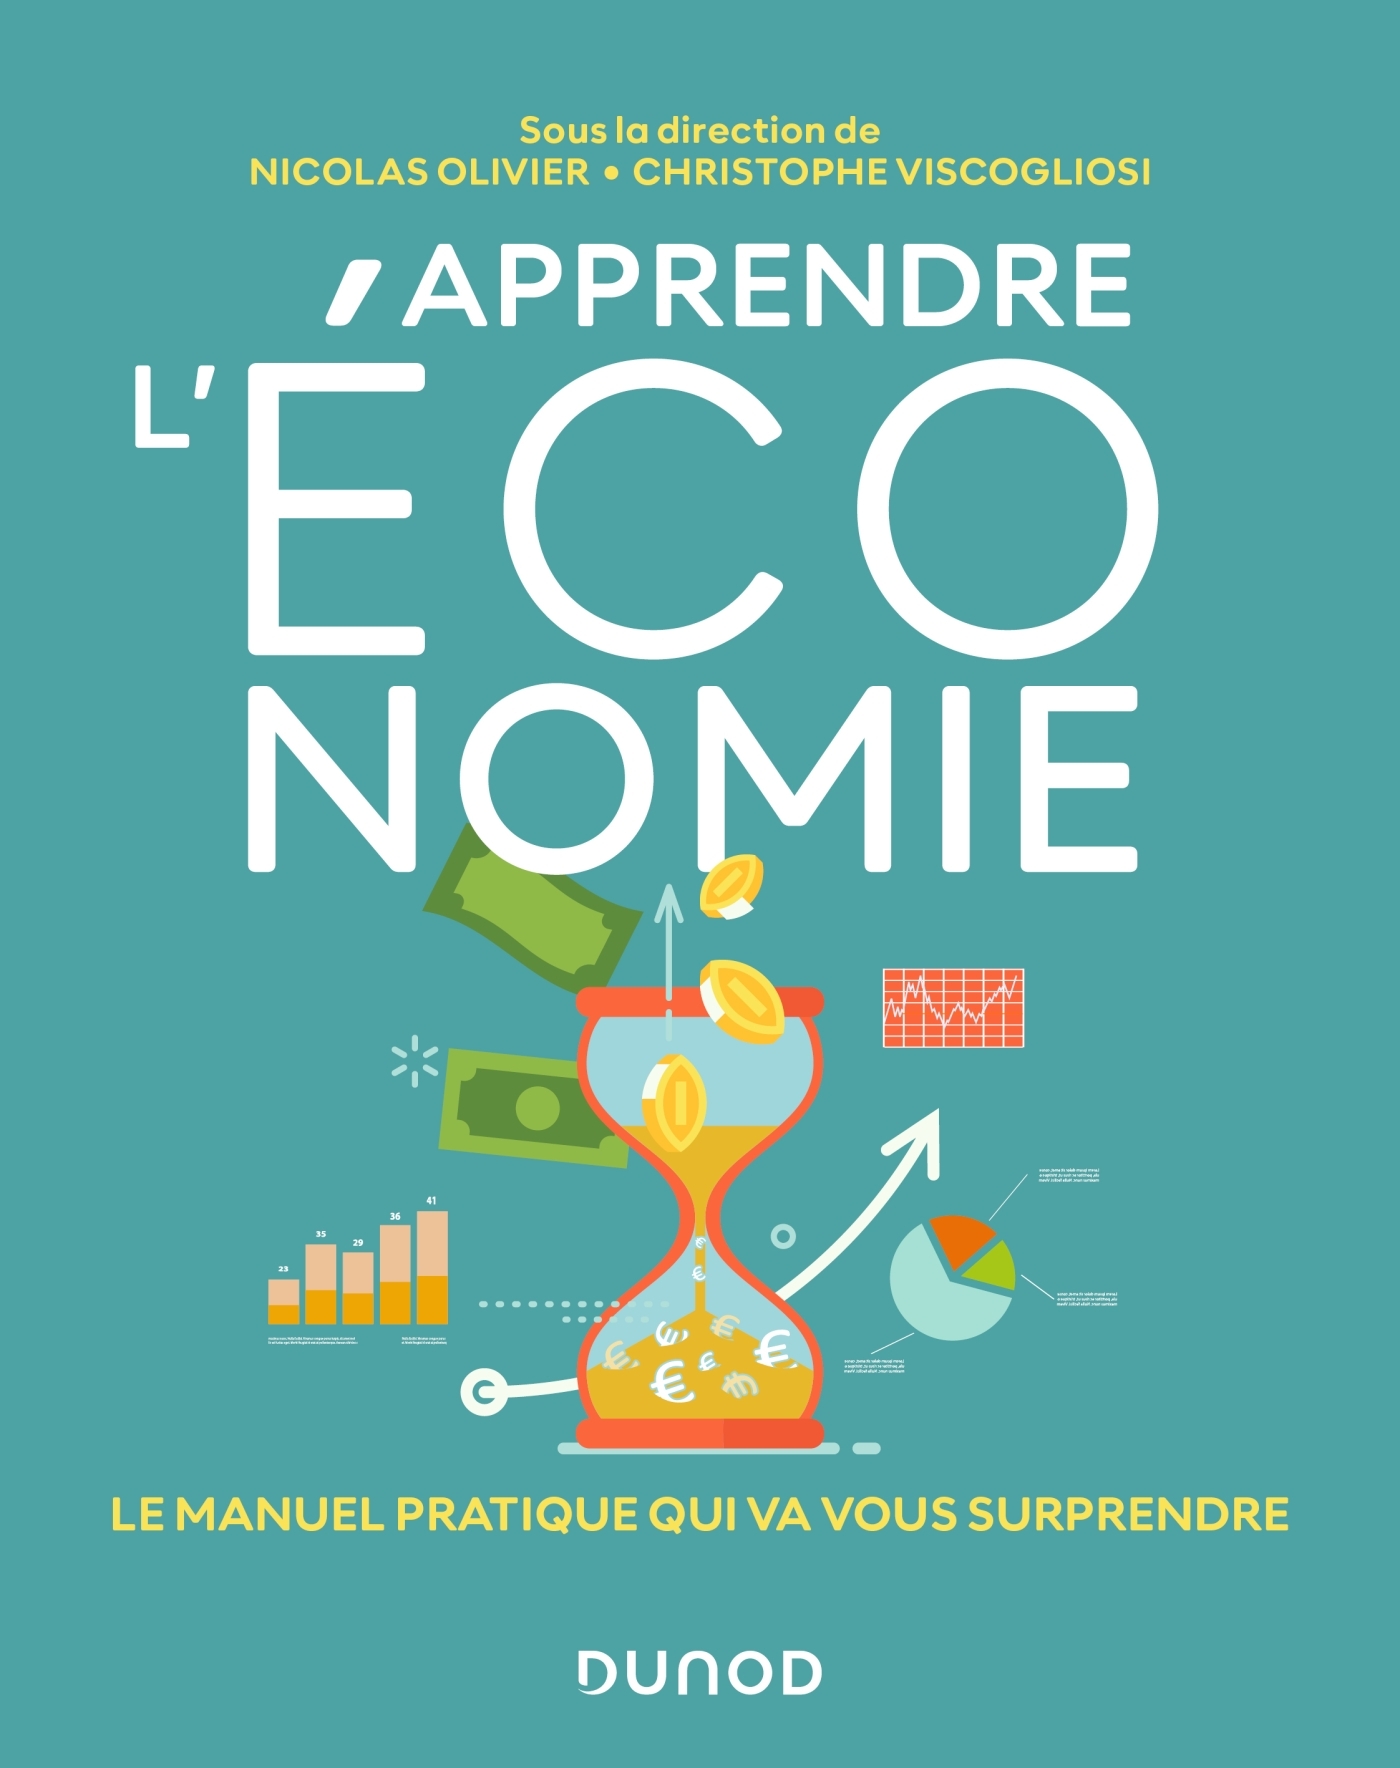 Sous la direction de
NICOLAS OLIVIER • CHRISTOPHE VISCOGLIOSI
APPRENDRE
L'ÉCO
NOMIE
23
35
29
36
41
LE MANUEL PRATIQUE QUI VA VOUS SURPRENDRE
DUNOD